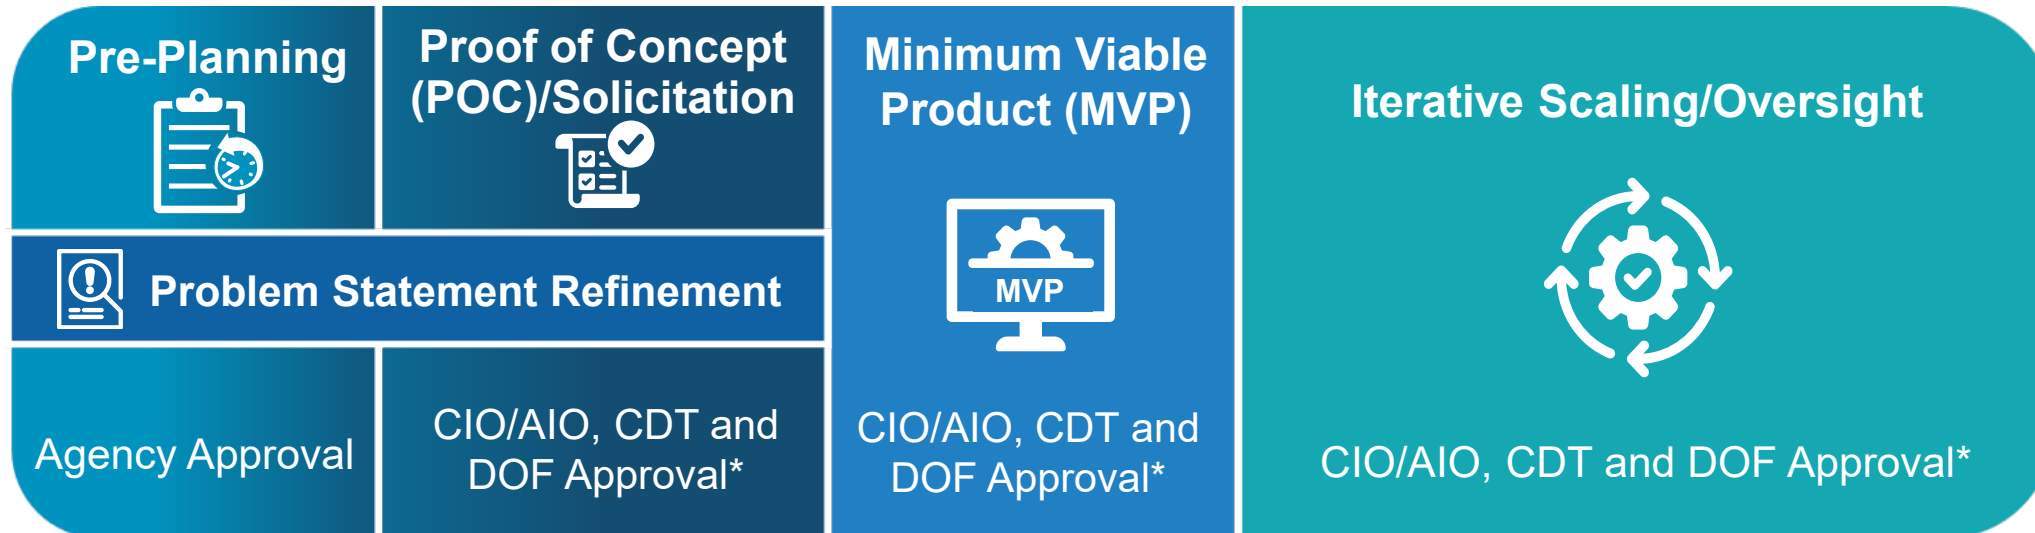 Pre-Planning
Proof of Concept
(POC)/Solicitation
Minimum Viable
Product (MVP)
Iterative Scaling/Oversight
Problem Statement Refinement
MVP
Agency Approval
CIO/AIO, CDT and
DOF Approval*
CIO/AIO, CDT and
DOF Approval*
CIO/AIO, CDT and DOF Approval*